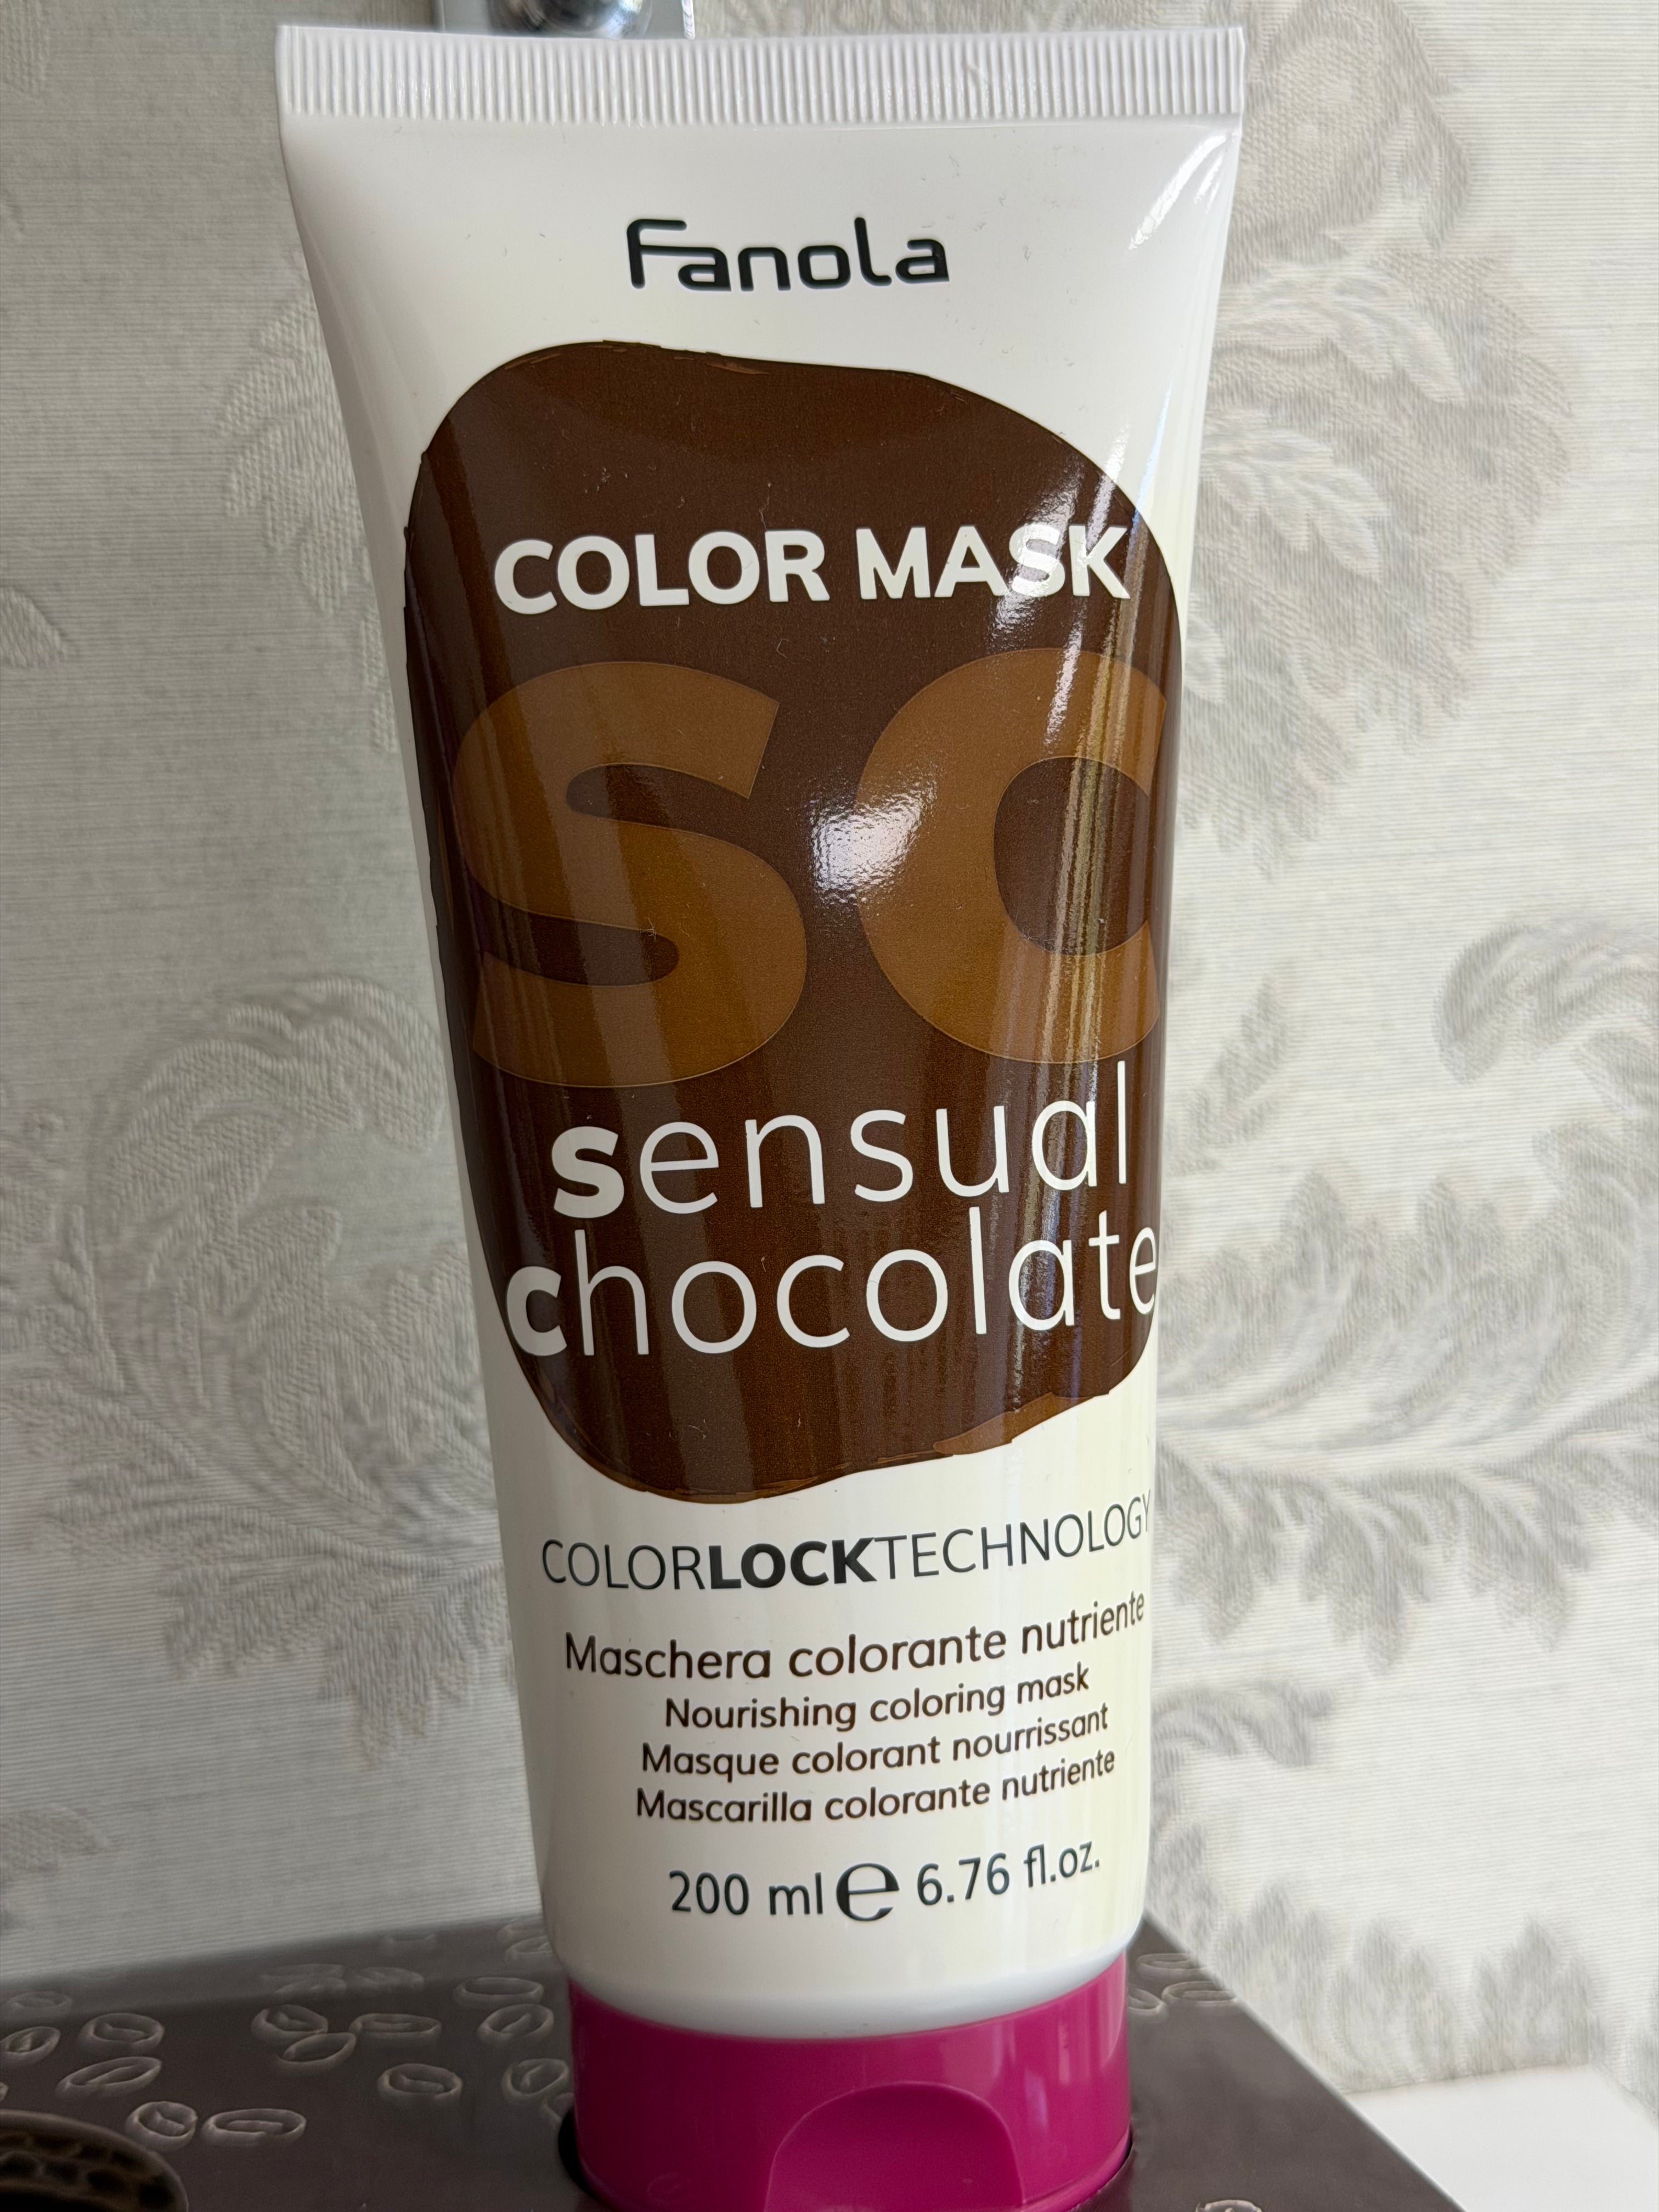 Fanola
COLOR MASK
SC
sensual
chocolate
COLORLOCKTECHNOLOGY
Maschera colorante nutriente
Nourishing coloring mask
Masque colorant nourrissant
Mascarilla colorante nutriente
200 ml e 6.76 fl.oz.